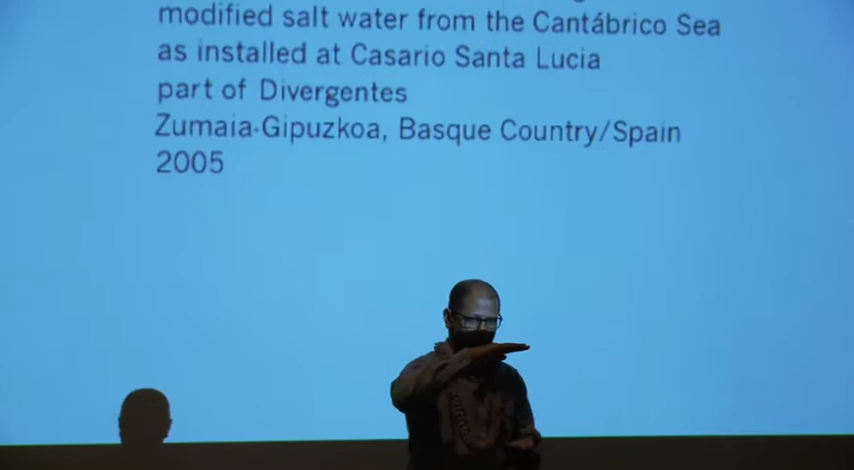 modified salt water from the Cantábrico Sea
as installed at Casario Santa Lucia
part of Divergentes
Zumaia-Gipuzkoa, Basque Country/Spain
2005